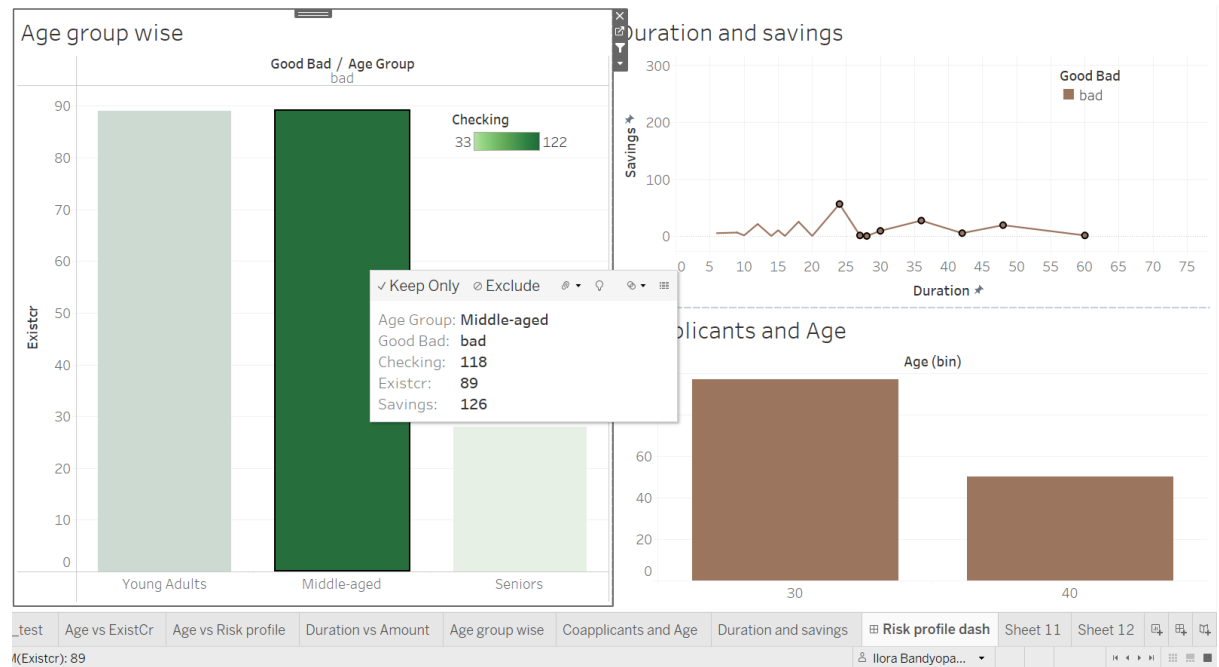 Age group wise
Good Bad / Age Group
bad
Existcr
90
80
70
60
50
40
30
20
10
0
Checking
33 122
Young Adults
Middle-aged
Seniors
Keep Only Exclude
Age Group: Middle-aged
Good Bad: bad
Checking: 118
Existcr: 89
Savings: 126
Duration and savings
Savings
300
200
100
0
Good Bad
bad
0 5 10 15 20 25 30 35 40 45 50 55 60 65 70 75
Duration
plicants and Age
Age (bin)
60
40
20
0
30 40
_test Age vs ExistCr Age vs Risk profile Duration vs Amount Age group wise Coapplicants and Age Duration and savings Risk profile dash Sheet 11 Sheet 12
(Existcr): 89
Ilora Bandyopa...